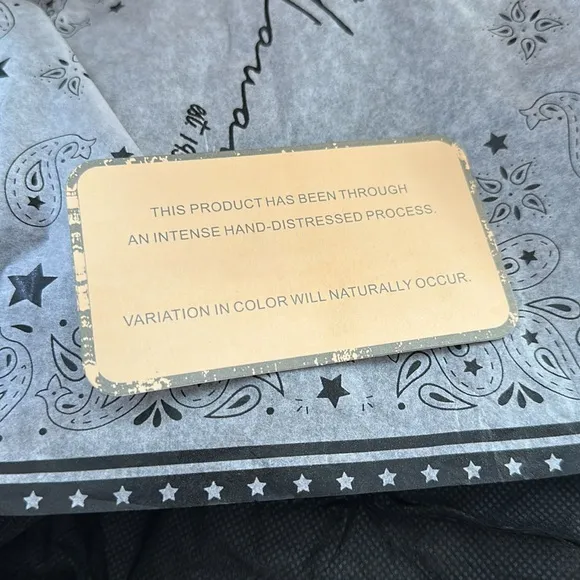 THIS PRODUCT HAS BEEN THROUGH
AN INTENSE HAND-DISTRESSED PROCESS.
VARIATION IN COLOR WILL NATURALLY OCCUR.